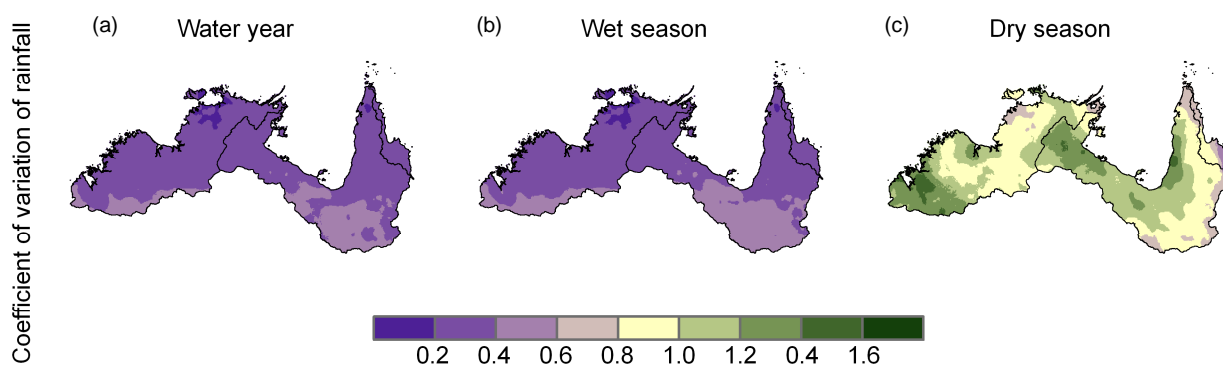 (a) Water year
(b) Wet season
(c) Dry season
Coefficient of variation of rainfall
0.2 0.4 0.6 0.8 1.0 1.2 0.4 1.6